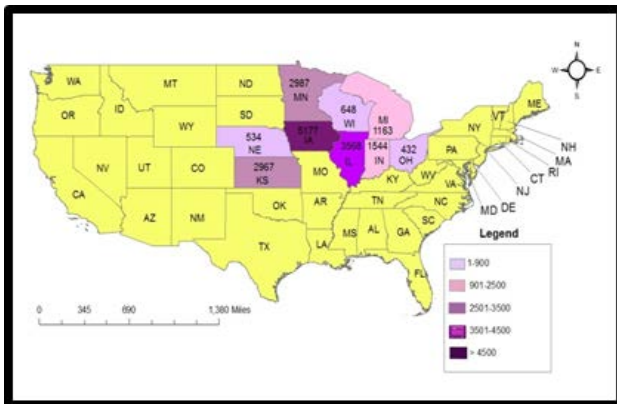 N
W E
S
WA
MT
ND
2987
MN
OR
ID
SD
648
WI
MI
1163
WY
NY
VT
ME
NH
MA
RI
CT
NJ
DE
MD
534
NE
5177
IA
3568
IL
1544
IN
432
OH
PA
NV
UT
CO
2967
KS
MO
KY
WV
VA
CA
AZ
NM
OK
AR
TN
NC
SC
TX
LA
MS
AL
GA
FL
0 345 690 1,380 Miles
Legend
1-900
901-2500
2501-3500
3501-4500
> 4500